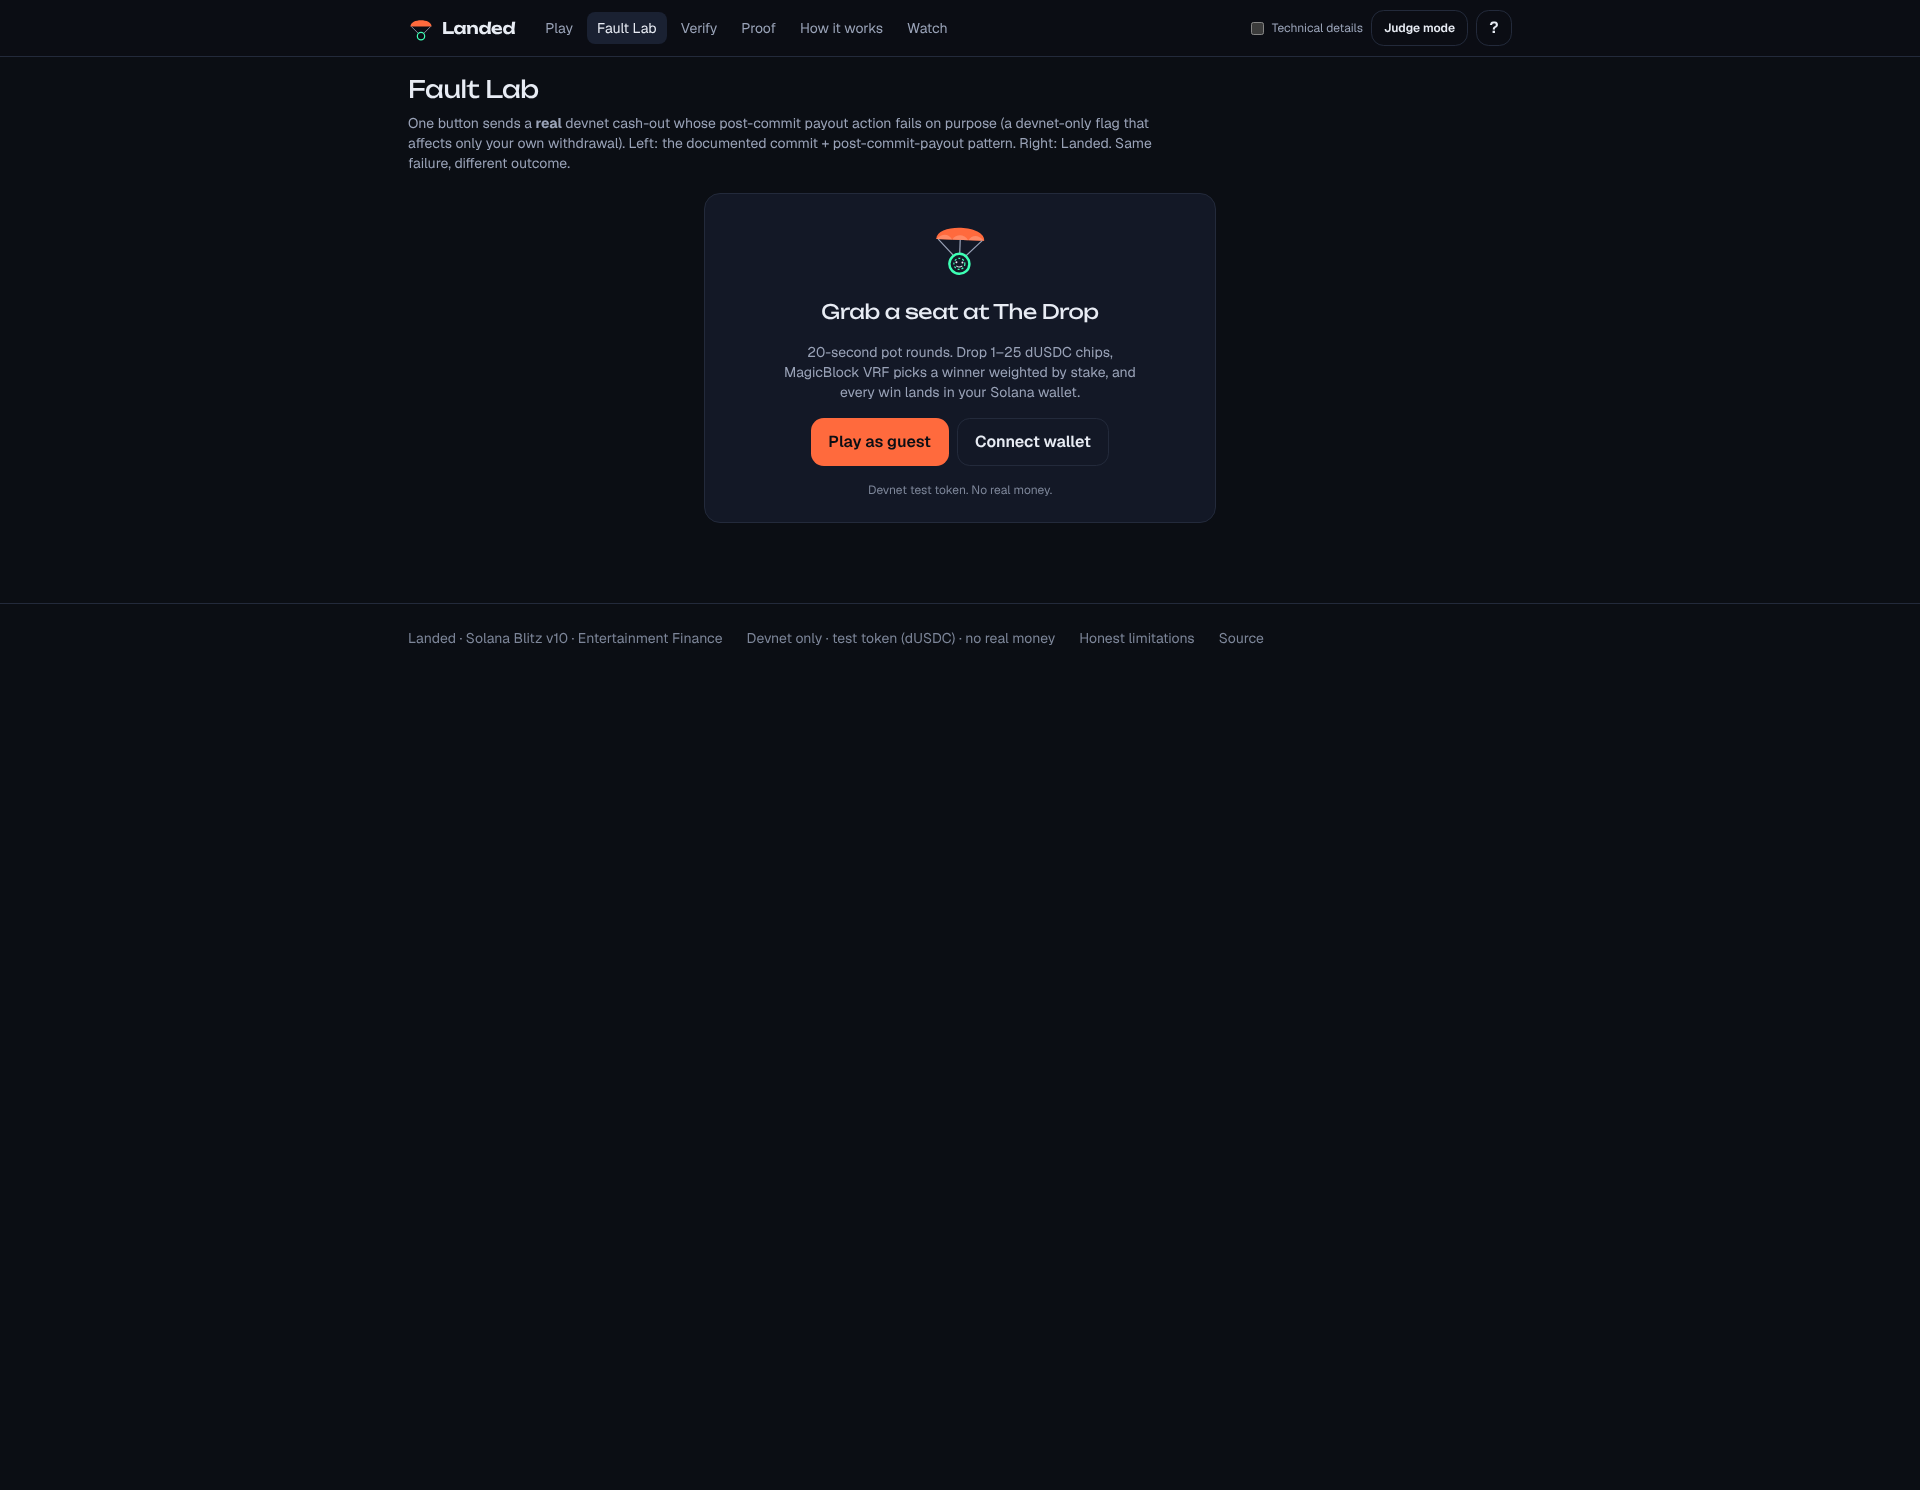 Landed
Play
Fault Lab
Verify
Proof
How it works
Watch
Technical details
Judge mode
?
Fault Lab
One button sends a real devnet cash-out whose post-commit payout action fails on purpose (a devnet-only flag that
affects only your own withdrawal). Left: the documented commit + post-commit-payout pattern. Right: Landed. Same
failure, different outcome.
Grab a seat at The Drop
20-second pot rounds. Drop 1–25 dUSDC chips,
MagicBlock VRF picks a winner weighted by stake, and
every win lands in your Solana wallet.
Play as guest
Connect wallet
Devnet test token. No real money.
Landed · Solana Blitz v10 · Entertainment Finance
Devnet only · test token (dUSDC) · no real money
Honest limitations
Source